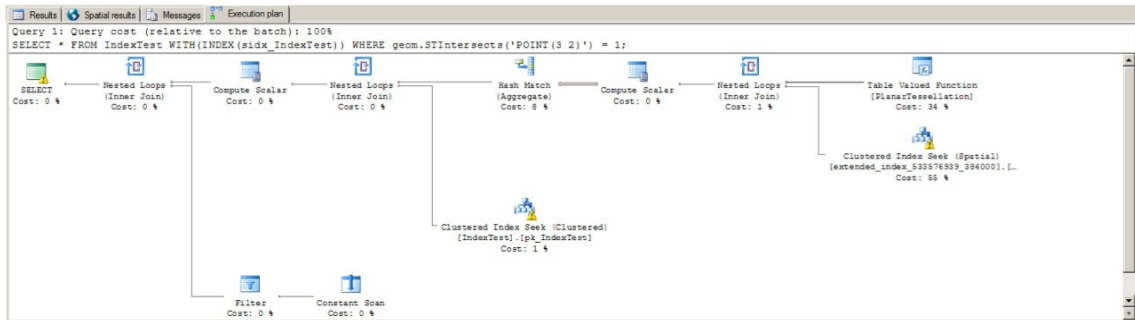 Results Spatial results Messages Execution plan
Query 1: Query cost (relative to the batch): 100%
SELECT * FROM IndexTest WITH(INDEX(sidx_IndexTest)) WHERE geom.STIntersects('POINT(3 2)') = 1;
SELECT
Cost: 0 %
Nested Loops
(Inner Join)
Cost: 0 %
Compute Scalar
Cost: 0 %
Nested Loops
(Inner Join)
Cost: 0 %
Hash Match
(Aggregate)
Cost: 8 %
Compute Scalar
Cost: 0 %
Nested Loops
(Inner Join)
Cost: 1 %
Table Valued Function
[PlanarTessellation]
Cost: 34 %
Clustered Index Seek (Spatial)
[extended_index_533576939_384000].[…
Cost: 55 %
Clustered Index Seek (Clustered)
[IndexTest].[pk_IndexTest]
Cost: 1 %
Filter
Cost: 0 %
Constant Scan
Cost: 0 %